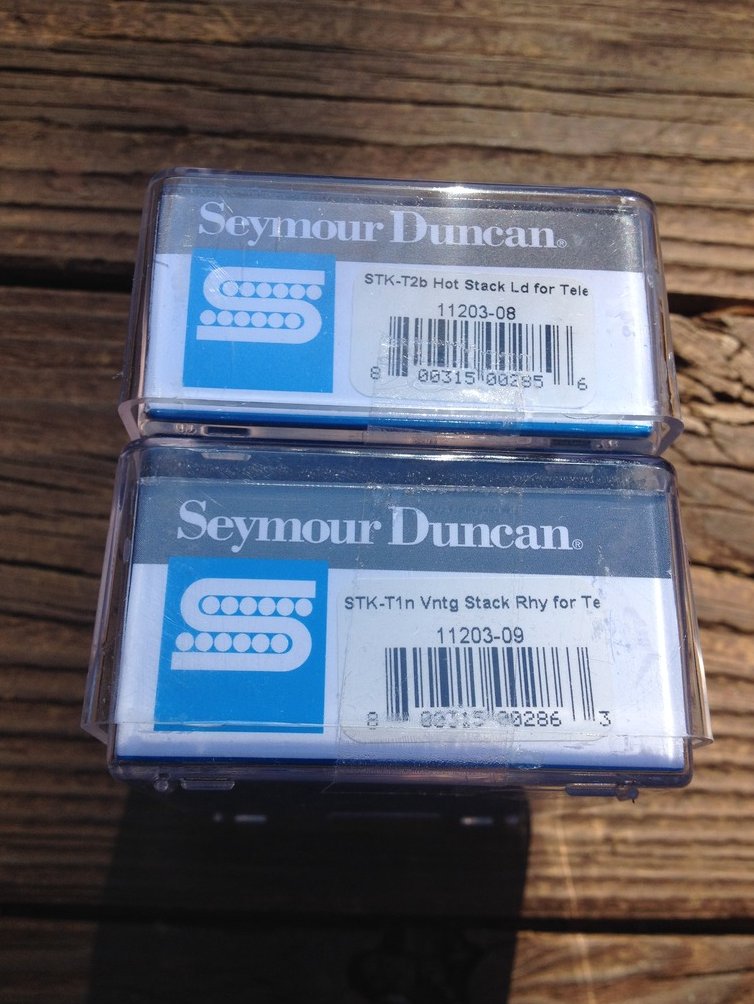 Seymour Duncan®
STK-T2b Hot Stack Ld for Tele
11203-08
8 00315 00285 6
Seymour Duncan®
STK-T1n Vntg Stack Rhy for Te
11203-09
8 00315 00286 3